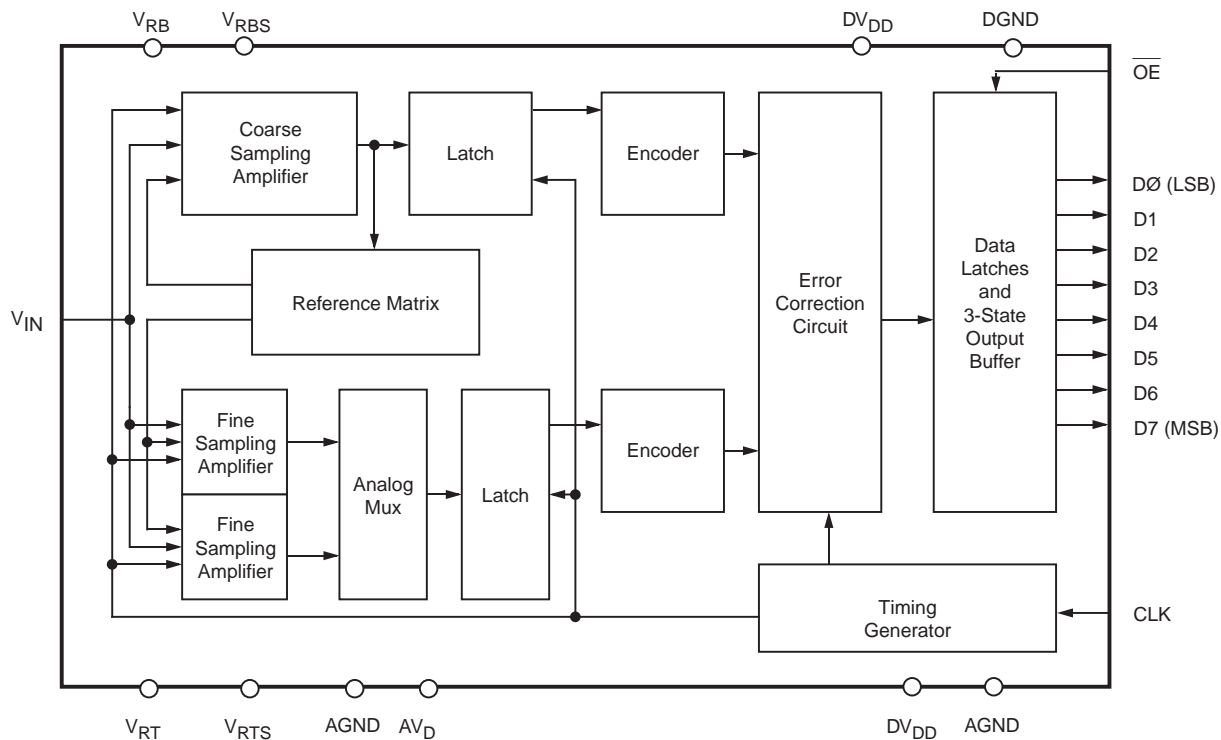 VRB
VRBS
DVDD
DGND
OE
Coarse
Sampling
Amplifier
Latch
Encoder
DØ (LSB)
D1
D2
D3
D4
D5
D6
D7 (MSB)
Data
Latches
and
3-State
Output
Buffer
Error
Correction
Circuit
Reference Matrix
VIN
Fine
Sampling
Amplifier
Fine
Sampling
Amplifier
Analog
Mux
Latch
Encoder
Timing
Generator
CLK
VRT
VRTS
AGND
AVD
DVDD
AGND